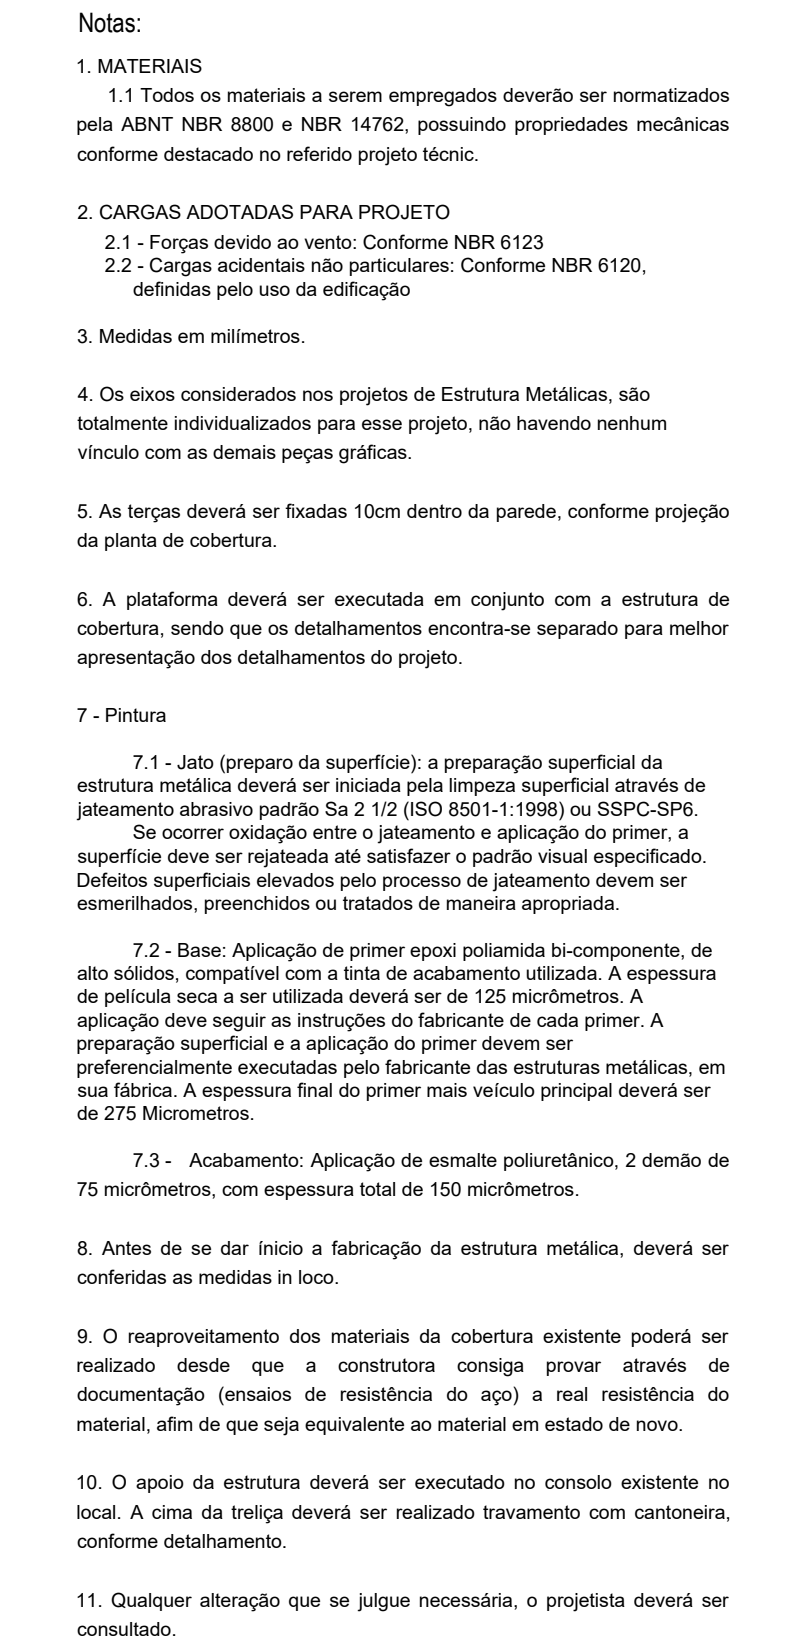 Notas:
1. MATERIAIS
1.1 Todos os materiais a serem empregados deverão ser normatizados
pela ABNT NBR 8800 e NBR 14762, possuindo propriedades mecânicas
conforme destacado no referido projeto técnic.
2. CARGAS ADOTADAS PARA PROJETO
2.1 - Forças devido ao vento: Conforme NBR 6123
2.2 - Cargas acidentais não particulares: Conforme NBR 6120,
definidas pelo uso da edificação
3. Medidas em milímetros.
4. Os eixos considerados nos projetos de Estrutura Metálicas, são
totalmente individualizados para esse projeto, não havendo nenhum
vínculo com as demais peças gráficas.
5. As terças deverá ser fixadas 10cm dentro da parede, conforme projeção
da planta de cobertura.
6. A plataforma deverá ser executada em conjunto com a estrutura de
cobertura, sendo que os detalhamentos encontra-se separado para melhor
apresentação dos detalhamentos do projeto.
7 - Pintura
7.1 - Jato (preparo da superfície): a preparação superficial da
estrutura metálica deverá ser iniciada pela limpeza superficial através de
jateamento abrasivo padrão Sa 2 1/2 (ISO 8501-1:1998) ou SSPC-SP6.
Se ocorrer oxidação entre o jateamento e aplicação do primer, a
superfície deve ser rejateada até satisfazer o padrão visual especificado.
Defeitos superficiais elevados pelo processo de jateamento devem ser
esmerilhados, preenchidos ou tratados de maneira apropriada.
7.2 - Base: Aplicação de primer epoxi poliamida bi-componente, de
alto sólidos, compatível com a tinta de acabamento utilizada. A espessura
de película seca a ser utilizada deverá ser de 125 micrômetros. A
aplicação deve seguir as instruções do fabricante de cada primer. A
preparação superficial e a aplicação do primer devem ser
preferencialmente executadas pelo fabricante das estruturas metálicas, em
sua fábrica. A espessura final do primer mais veículo principal deverá ser
de 275 Micrometros.
7.3 - Acabamento: Aplicação de esmalte poliuretânico, 2 demão de
75 micrômetros, com espessura total de 150 micrômetros.
8. Antes de se dar ínicio a fabricação da estrutura metálica, deverá ser
conferidas as medidas in loco.
9. O reaproveitamento dos materiais da cobertura existente poderá ser
realizado desde que a construtora consiga provar através de
documentação (ensaios de resistência do aço) a real resistência do
material, afim de que seja equivalente ao material em estado de novo.
10. O apoio da estrutura deverá ser executado no consolo existente no
local. A cima da treliça deverá ser realizado travamento com cantoneira,
conforme detalhamento.
11. Qualquer alteração que se julgue necessária, o projetista deverá ser
consultado.